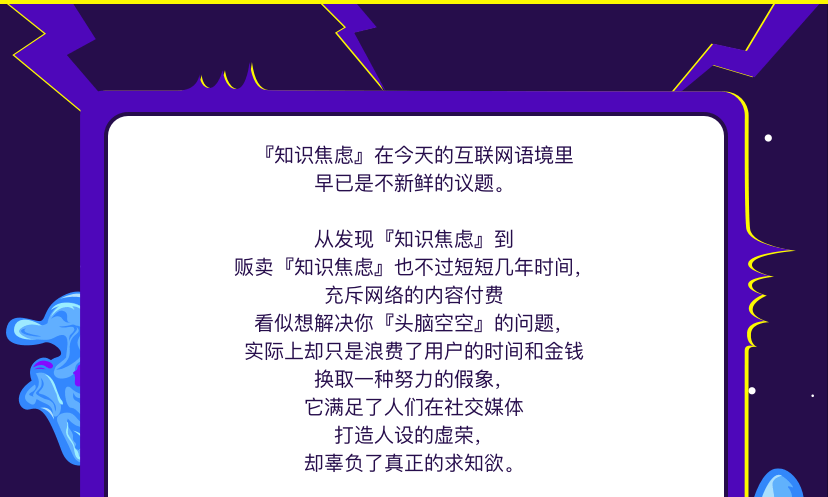 『知识焦虑』在今天的互联网语境里
早已是不新鲜的议题。
从发现『知识焦虑』到
贩卖『知识焦虑』也不过短短几年时间，
充斥网络的内容付费
看似想解决你『头脑空空』的问题，
实际上却只是浪费了用户的时间和金钱
换取一种努力的假象，
它满足了人们在社交媒体
打造人设的虚荣，
却辜负了真正的求知欲。